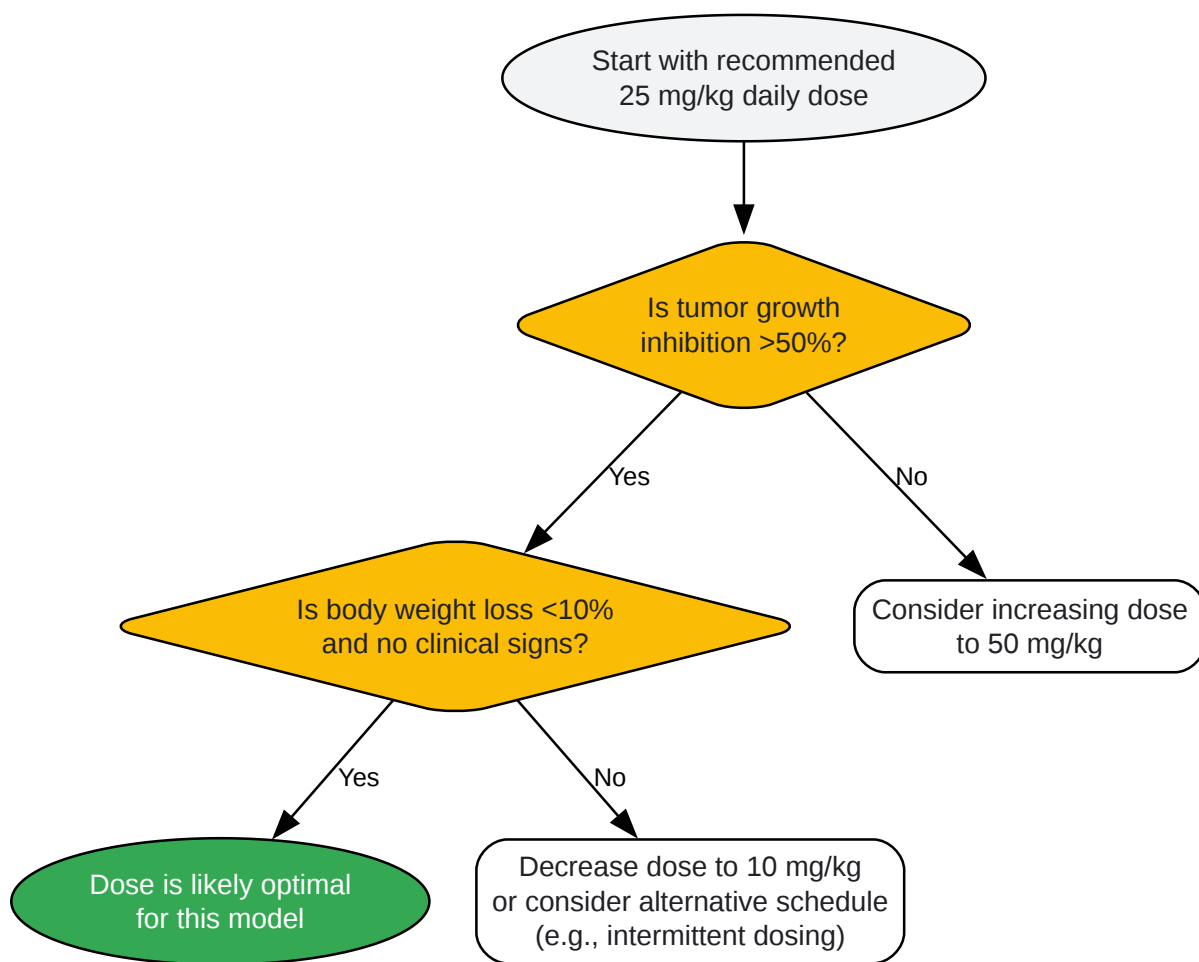 Start with recommended
25 mg/kg daily dose
Is tumor growth
inhibition >50%?
Yes
No
Is body weight loss <10%
and no clinical signs?
Consider increasing dose
to 50 mg/kg
Yes
No
Dose is likely optimal
for this model
Decrease dose to 10 mg/kg
or consider alternative schedule
(e.g., intermittent dosing)